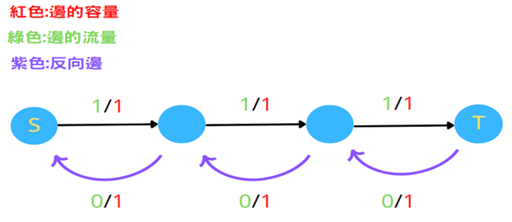 紅色:邊的容量
綠色:邊的流量
紫色:反向邊
1/1 1/1 1/1
S T
0/1 0/1 0/1